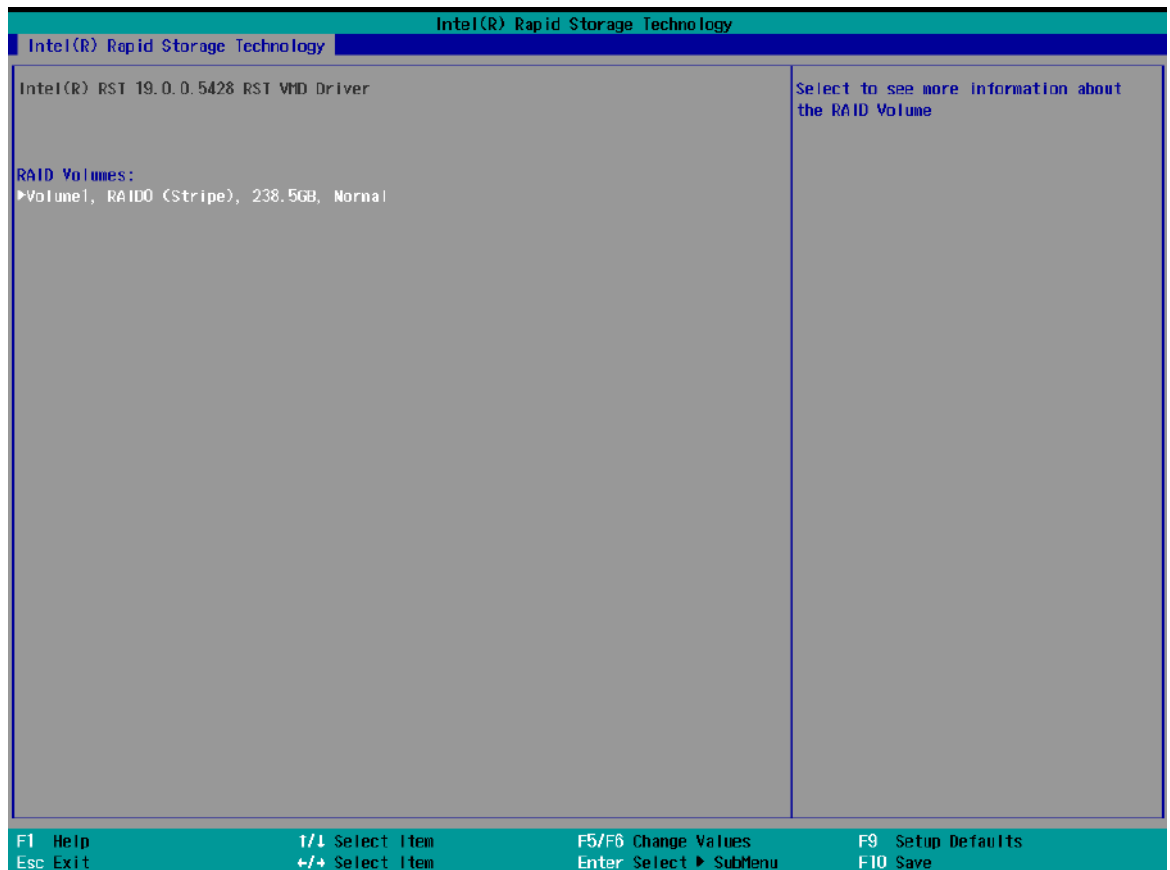 Intel(R) Rapid Storage Technology
Intel(R) Rapid Storage Technology
Intel(R) RST 19.0.0.5428 RST VMD Driver
Select to see more information about
the RAID Volume
RAID Volumes:
▶Volume1, RAID0 (Stripe), 238.5GB, Normal
F1 Help ↑/↓ Select Item F5/F6 Change Values F9 Setup Defaults
Esc Exit ←/→ Select Item Enter Select ▶ SubMenu F10 Save